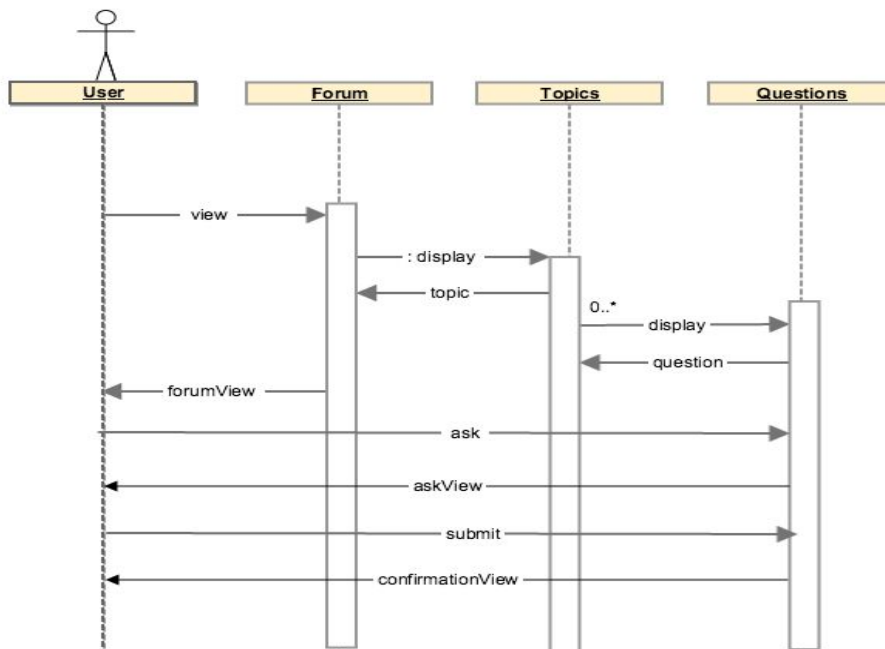 User
Forum
Topics
Questions
view
: display
topic
0..*
display
question
forumView
ask
askView
submit
confirmationView